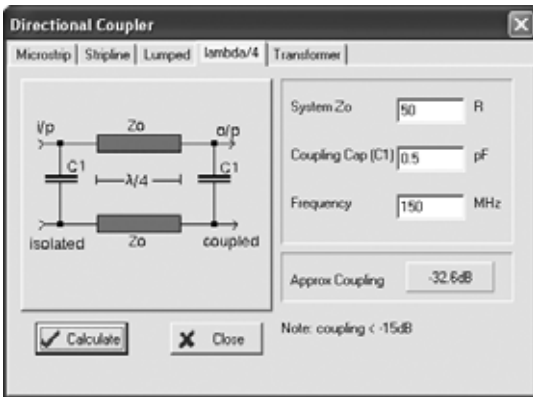 Directional Coupler
Microstrip Stripline Lumped lambda/4 Transformer
i/p Zo o/p
C1 λ/4 C1
isolated Zo coupled
System Zo 50 R
Coupling Cap (C1) 0.5 pF
Frequency 150 MHz
Approx Coupling -32.6dB
Note: coupling < -15dB
Calculate Close